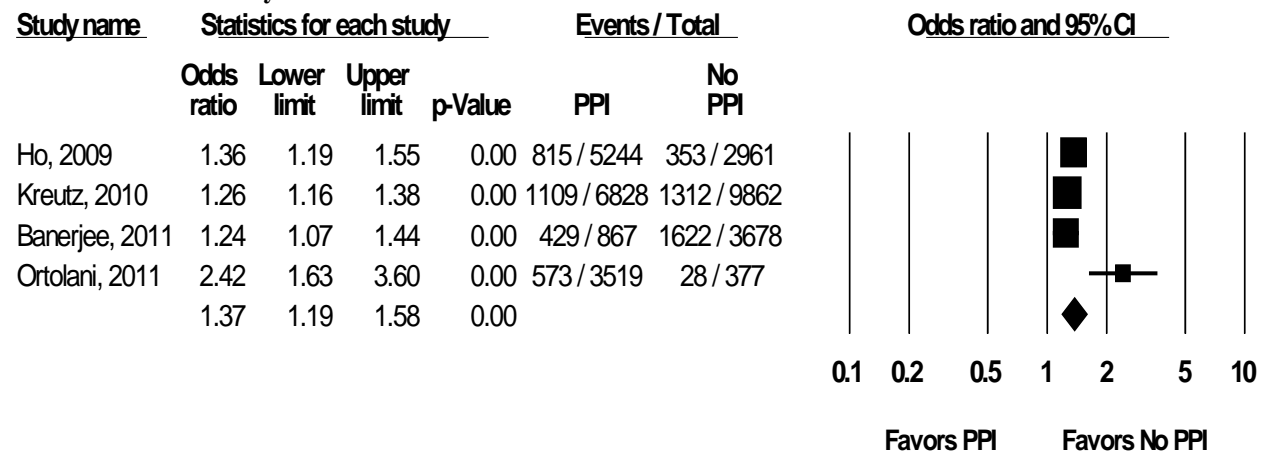 Study name Statistics for each study Events / Total Odds ratio and 95% CI
Odds Lower Upper No
ratio limit limit p-Value PPI PPI
Ho, 2009 1.36 1.19 1.55 0.00 815 / 5244 353 / 2961
Kreutz, 2010 1.26 1.16 1.38 0.00 1109 / 6828 1312 / 9862
Banerjee, 2011 1.24 1.07 1.44 0.00 429 / 867 1622 / 3678
Ortolani, 2011 2.42 1.63 3.60 0.00 573 / 3519 28 / 377
1.37 1.19 1.58 0.00
0.1 0.2 0.5 1 2 5 10
Favors PPI Favors No PPI